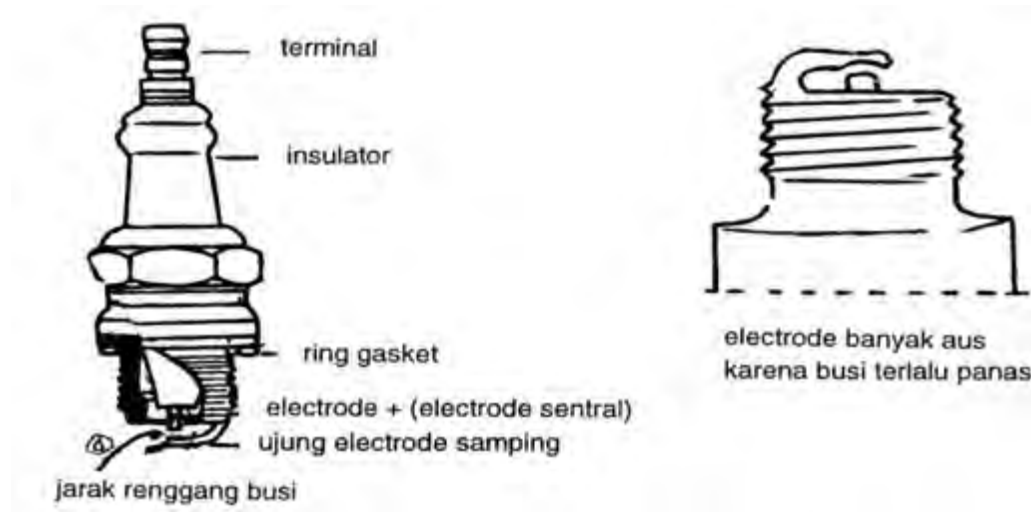 terminal
insulator
ring gasket
electrode + (electrode sentral)
ujung electrode samping
jarak renggang busi
electrode banyak aus
karena busi terlalu panas